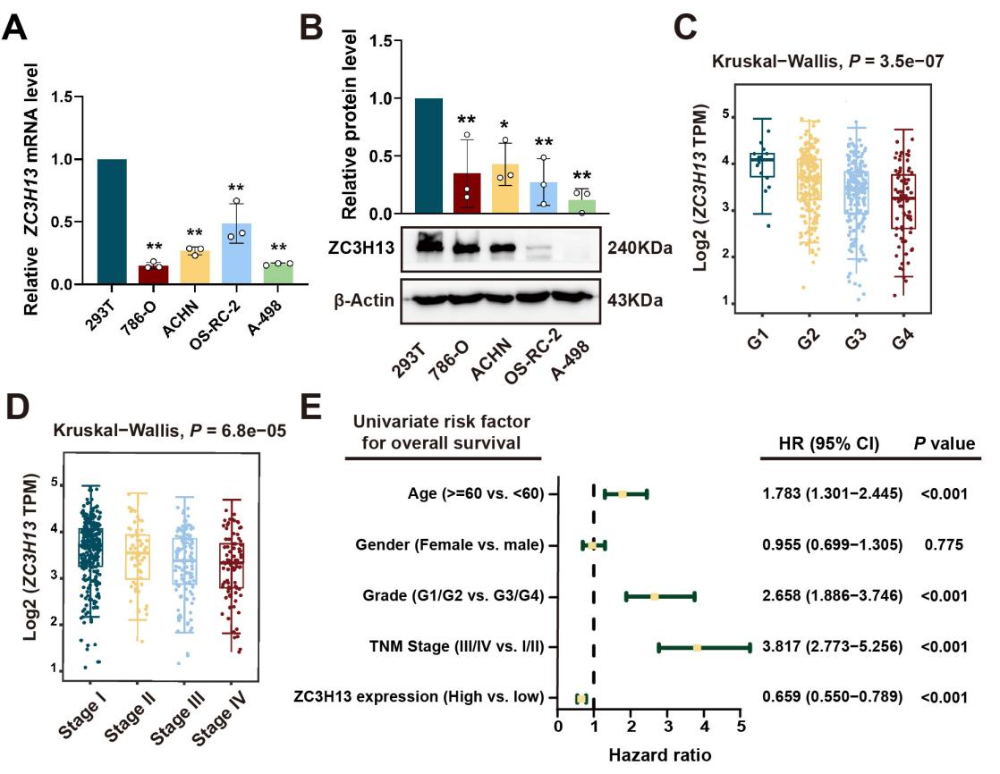 A
Relative ZC3H13 mRNA level
1.5
1.0
0.5
0.0
**
**
**
**
293T
786-O
ACHN
OS-RC-2
A-498
B
Relative protein level
1.5
1.0
0.5
0.0
**
*
**
**
ZC3H13
240KDa
β-Actin
43KDa
293T
786-O
ACHN
OS-RC-2
A-498
C
Kruskal−Wallis, P = 3.5e−07
Log2 (ZC3H13 TPM)
5
4
3
2
1
G1
G2
G3
G4
D
Kruskal−Wallis, P = 6.8e−05
Log2 (ZC3H13 TPM)
5
4
3
2
1
Stage I
Stage II
Stage III
Stage IV
E
Univariate risk factor
for overall survival
HR (95% CI) P value
Age (>=60 vs. <60) 1.783 (1.301−2.445) <0.001
Gender (Female vs. male) 0.955 (0.699−1.305) 0.775
Grade (G1/G2 vs. G3/G4) 2.658 (1.886−3.746) <0.001
TNM Stage (III/IV vs. I/II) 3.817 (2.773−5.256) <0.001
ZC3H13 expression (High vs. low) 0.659 (0.550−0.789) <0.001
0 1 2 3 4 5
Hazard ratio